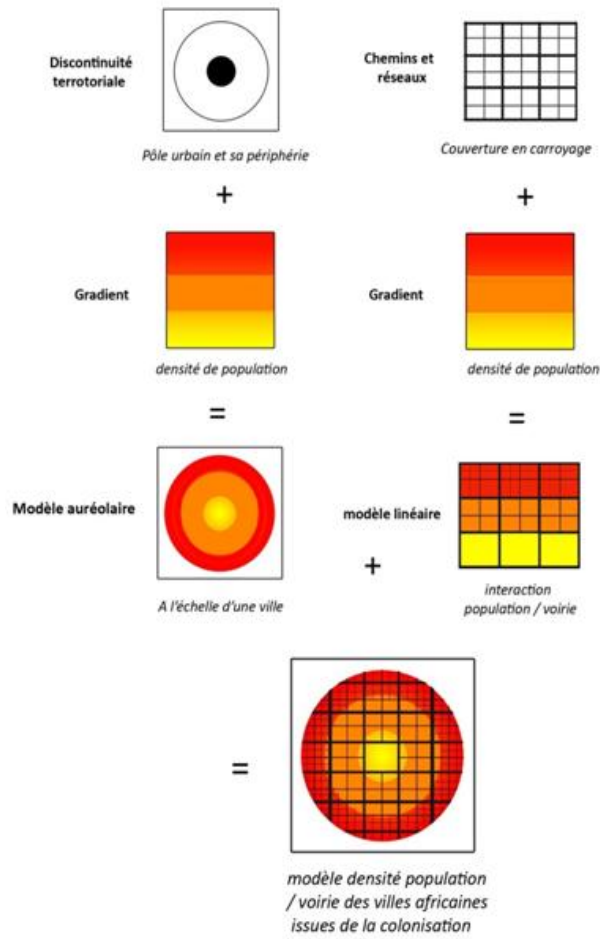 Discontinuité
terrotoriale
Pôle urbain et sa périphérie
+
Gradient
densité de population
=
Modèle auréolaire
A l'échelle d'une ville
Chemins et
réseaux
Couverture en carroyage
+
Gradient
densité de population
=
modèle linéaire
+
interaction
population / voirie
=
modèle densité population
/ voirie des villes africaines
issues de la colonisation